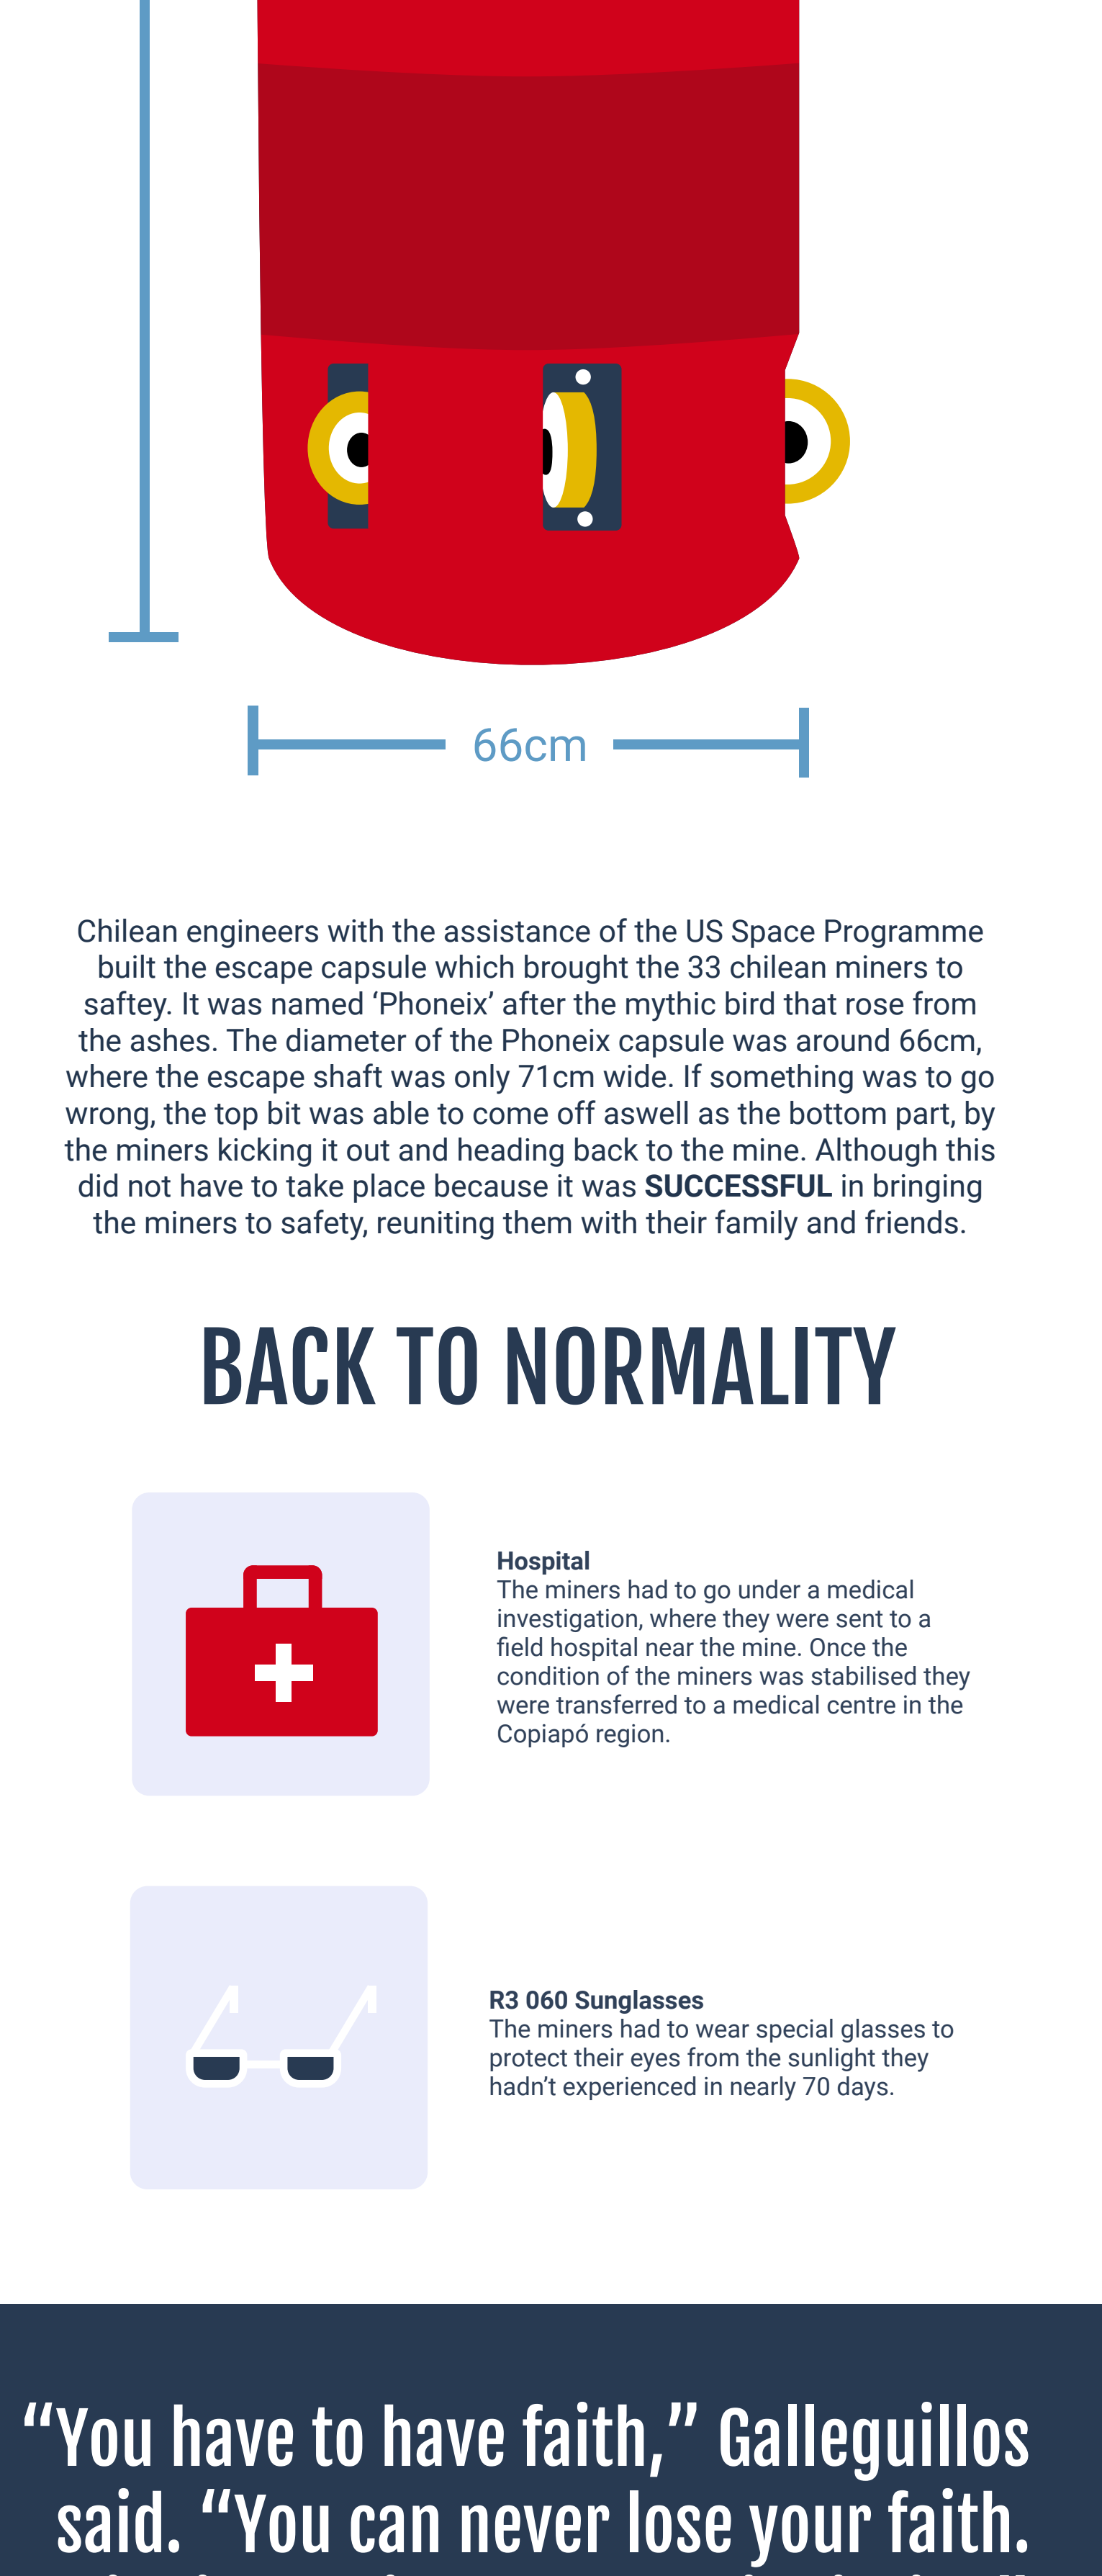 66cm
Chilean engineers with the assistance of the US Space Programme
built the escape capsule which brought the 33 chilean miners to
saftey. It was named ‘Phoneix’ after the mythic bird that rose from
the ashes. The diameter of the Phoneix capsule was around 66cm,
where the escape shaft was only 71cm wide. If something was to go
wrong, the top bit was able to come off aswell as the bottom part, by
the miners kicking it out and heading back to the mine. Although this
did not have to take place because it was SUCCESSFUL in bringing
the miners to safety, reuniting them with their family and friends.
BACK TO NORMALITY
Hospital
The miners had to go under a medical
investigation, where they were sent to a
field hospital near the mine. Once the
condition of the miners was stabilised they
were transferred to a medical centre in the
Copiapó region.
R3 060 Sunglasses
The miners had to wear special glasses to
protect their eyes from the sunlight they
hadn’t experienced in nearly 70 days.
“You have to have faith,” Galleguillos
said. “You can never lose your faith.